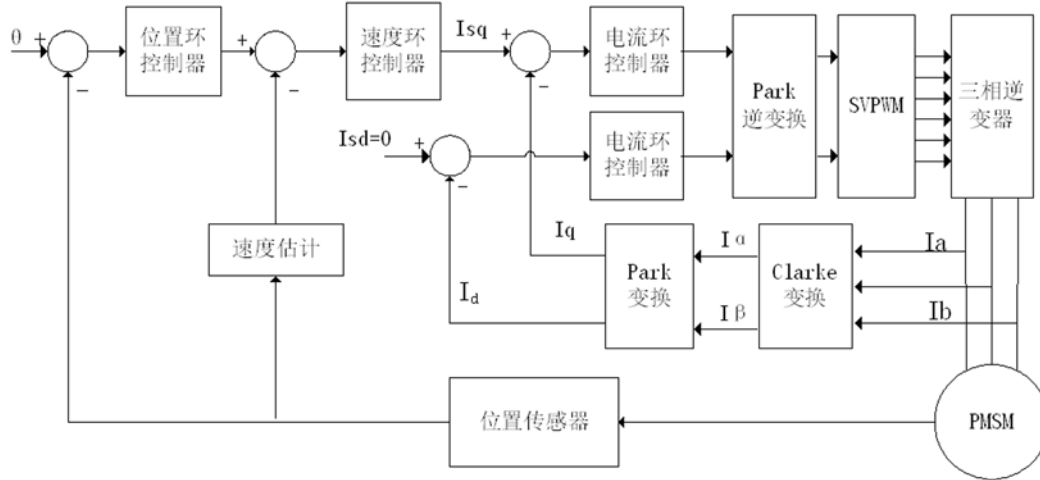 θ
+
−
位置环
控制器
+
−
速度环
控制器
Isq
+
−
电流环
控制器
Park
逆变换
SVPWM
三相逆
变器
Isd=0
+
−
电流环
控制器
速度估计
Iq
Id
Park
变换
Iα
Iβ
Clarke
变换
Ia
Ib
位置传感器
PMSM